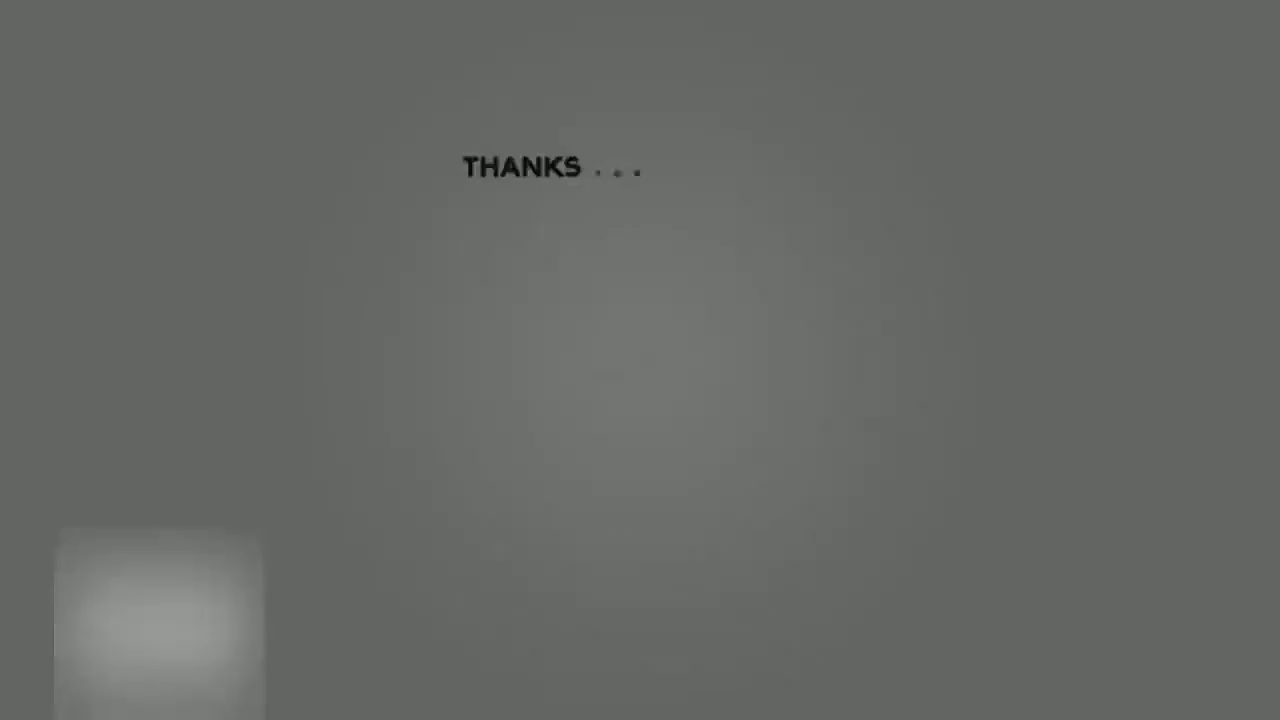 THANKS . . .